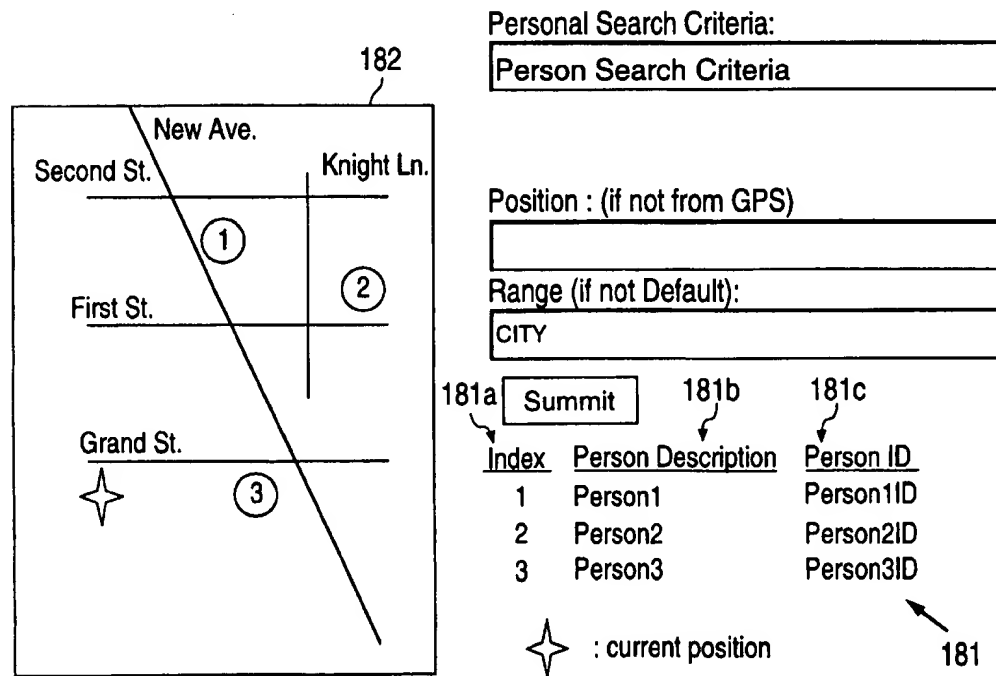 182
New Ave.
Second St.
Knight Ln.
1
2
First St.
Grand St.
3
Personal Search Criteria:
Person Search Criteria
Position : (if not from GPS)
Range (if not Default):
CITY
181a
Summit
181b
181c
Index Person Description Person ID
1 Person1 Person1ID
2 Person2 Person2ID
3 Person3 Person3ID
: current position
181